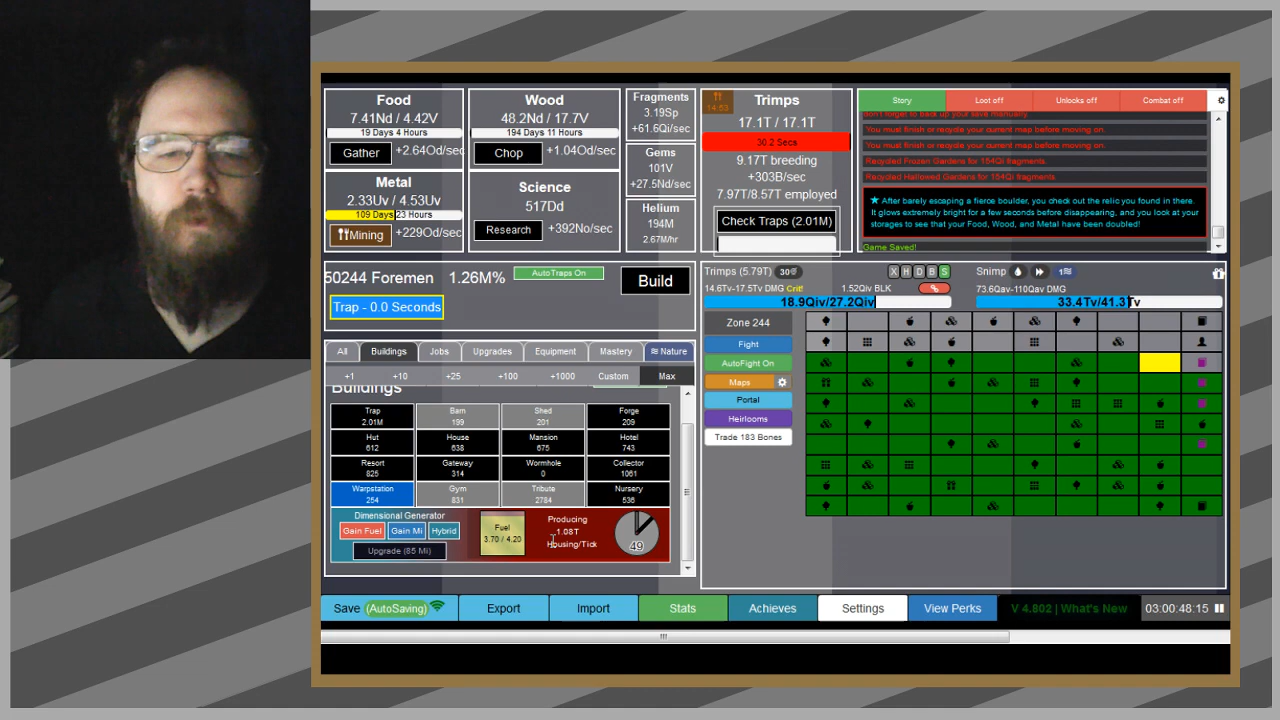 Food
7.41Nd / 4.42V
19 Days 4 Hours
Gather
+2.64Od/sec
Wood
48.2Nd / 17.7V
194 Days 11 Hours
Chop
+1.04Od/sec
Metal
2.33Uv / 4.53Uv
109 Days 23 Hours
Mining
+229Od/sec
Science
517Dd
Research
+392No/sec
Fragments
3.19Sp
+61.6Qi/sec
Gems
101V
+27.5Nd/sec
Helium
194M
2.67M/hr
14:53
Trimps
17.1T / 17.1T
30.2 Secs
9.17T breeding
+303B/sec
7.97T/8.57T employed
Check Traps (2.01M)
Story
Loot off
Unlocks off
Combat off
don't forget to back up your save manually.
'You must finish or recycle your current map before moving on.
'You must finish or recycle your current map before moving on.
Recycled Frozen Gardens for 154Qi fragments.
Recycled Hallowed Gardens for 154Qi fragments.
★ After barely escaping a fierce boulder, you check out the relic you found in there.
It glows extremely bright for a few seconds before disappearing, and you look at your
storages to see that your Food, Wood, and Metal have been doubled!
Game Saved!
50244 Foremen
1.26M%
AutoTraps On
Build
Trap - 0.0 Seconds
Trimps (5.79T)
30
X H D B S
14.6Tv-17.5Tv DMG Crit!
1.52Qiv BLK
18.9Qiv/27.2Qiv
Snimp
1
73.6Qav-110Qav DMG
33.4Tv/41.3Tv
Zone 244
Fight
AutoFight On
Maps
Portal
Heirlooms
Trade 183 Bones
All
Buildings
Jobs
Upgrades
Equipment
Mastery
Nature
+1
+10
+25
+100
+1000
Custom
Max
Buildings
Trap
2.01M
Barn
199
Shed
201
Forge
209
Hut
612
House
638
Mansion
675
Hotel
743
Resort
825
Gateway
314
Wormhole
0
Collector
1061
Warpstation
254
Gym
831
Tribute
2784
Nursery
536
Dimensional Generator
Gain Fuel
Gain Mi
Hybrid
Upgrade (85 Mi)
Fuel
3.70 / 4.20
Producing
1.08T
Housing/Tick
49
Save (AutoSaving)
Export
Import
Stats
Achieves
Settings
View Perks
V 4.802 | What's New
03:00:48:15